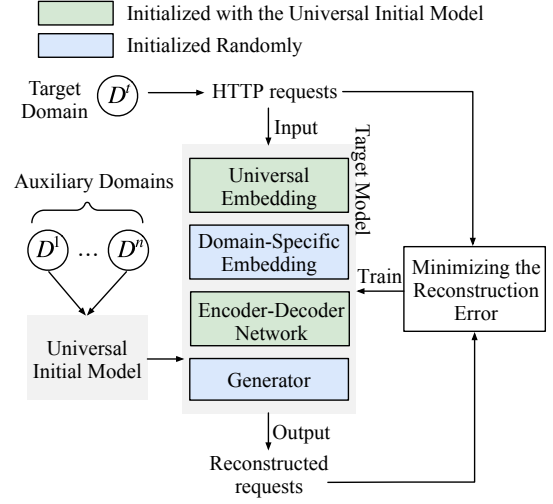 Initialized with the Universal Initial Model
Initialized Randomly
Target
Domain
Dᵗ
HTTP requests
Input
Target Model
Universal
Embedding
Auxiliary Domains
D¹ ... Dⁿ
Domain-Specific
Embedding
Train
Minimizing the
Reconstruction
Error
Encoder-Decoder
Network
Universal
Initial Model
Generator
Output
Reconstructed
requests